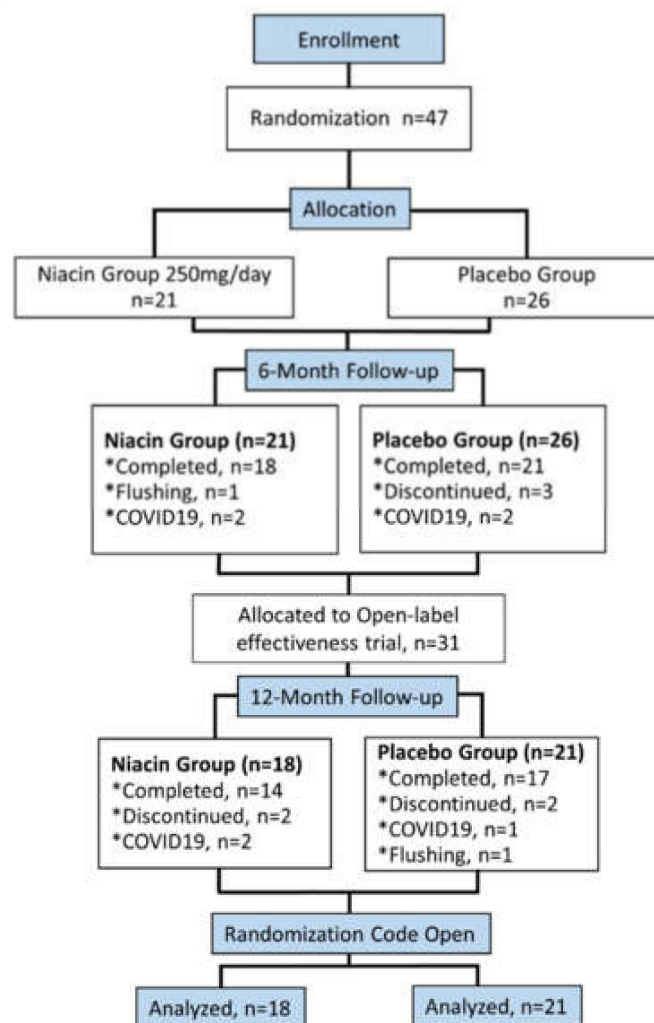 Enrollment
Randomization n=47
Allocation
Niacin Group 250mg/day
n=21
Placebo Group
n=26
6-Month Follow-up
Niacin Group (n=21)
*Completed, n=18
*Flushing, n=1
*COVID19, n=2
Placebo Group (n=26)
*Completed, n=21
*Discontinued, n=3
*COVID19, n=2
Allocated to Open-label
effectiveness trial, n=31
12-Month Follow-up
Niacin Group (n=18)
*Completed, n=14
*Discontinued, n=2
*COVID19, n=2
Placebo Group (n=21)
*Completed, n=17
*Discontinued, n=2
*COVID19, n=1
*Flushing, n=1
Randomization Code Open
Analyzed, n=18
Analyzed, n=21